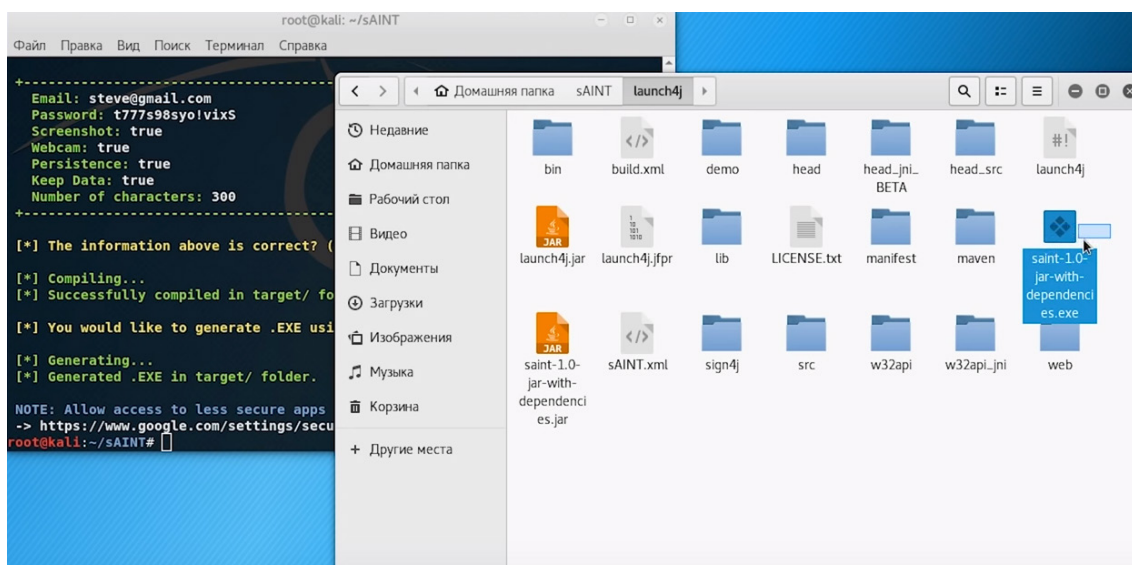 root@kali: ~/sAINT
Файл Правка Вид Поиск Терминал Справка
Email: steve@gmail.com
Password: t777s98syo!vixS
Screenshot: true
Webcam: true
Persistence: true
Keep Data: true
Number of characters: 300
[*] The information above is correct? (
[*] Compiling...
[*] Successfully compiled in target/ fo
[*] You would like to generate .EXE usi
[*] Generating...
[*] Generated .EXE in target/ folder.
NOTE: Allow access to less secure apps
-> https://www.google.com/settings/secu
root@kali:~/sAINT#
Домашняя папка sAINT launch4j
Недавние
Домашняя папка
Рабочий стол
Видео
Документы
Загрузки
Изображения
Музыка
Корзина
+ Другие места
bin
build.xml
demo
head
head_jni_
BETA
head_src
launch4j
launch4j.jar
launch4j.jfpr
lib
LICENSE.txt
manifest
maven
saint-1.0-
jar-with-
dependenci
es.exe
saint-1.0-
jar-with-
dependenci
es.jar
sAINT.xml
sign4j
src
w32api
w32api_jni
web